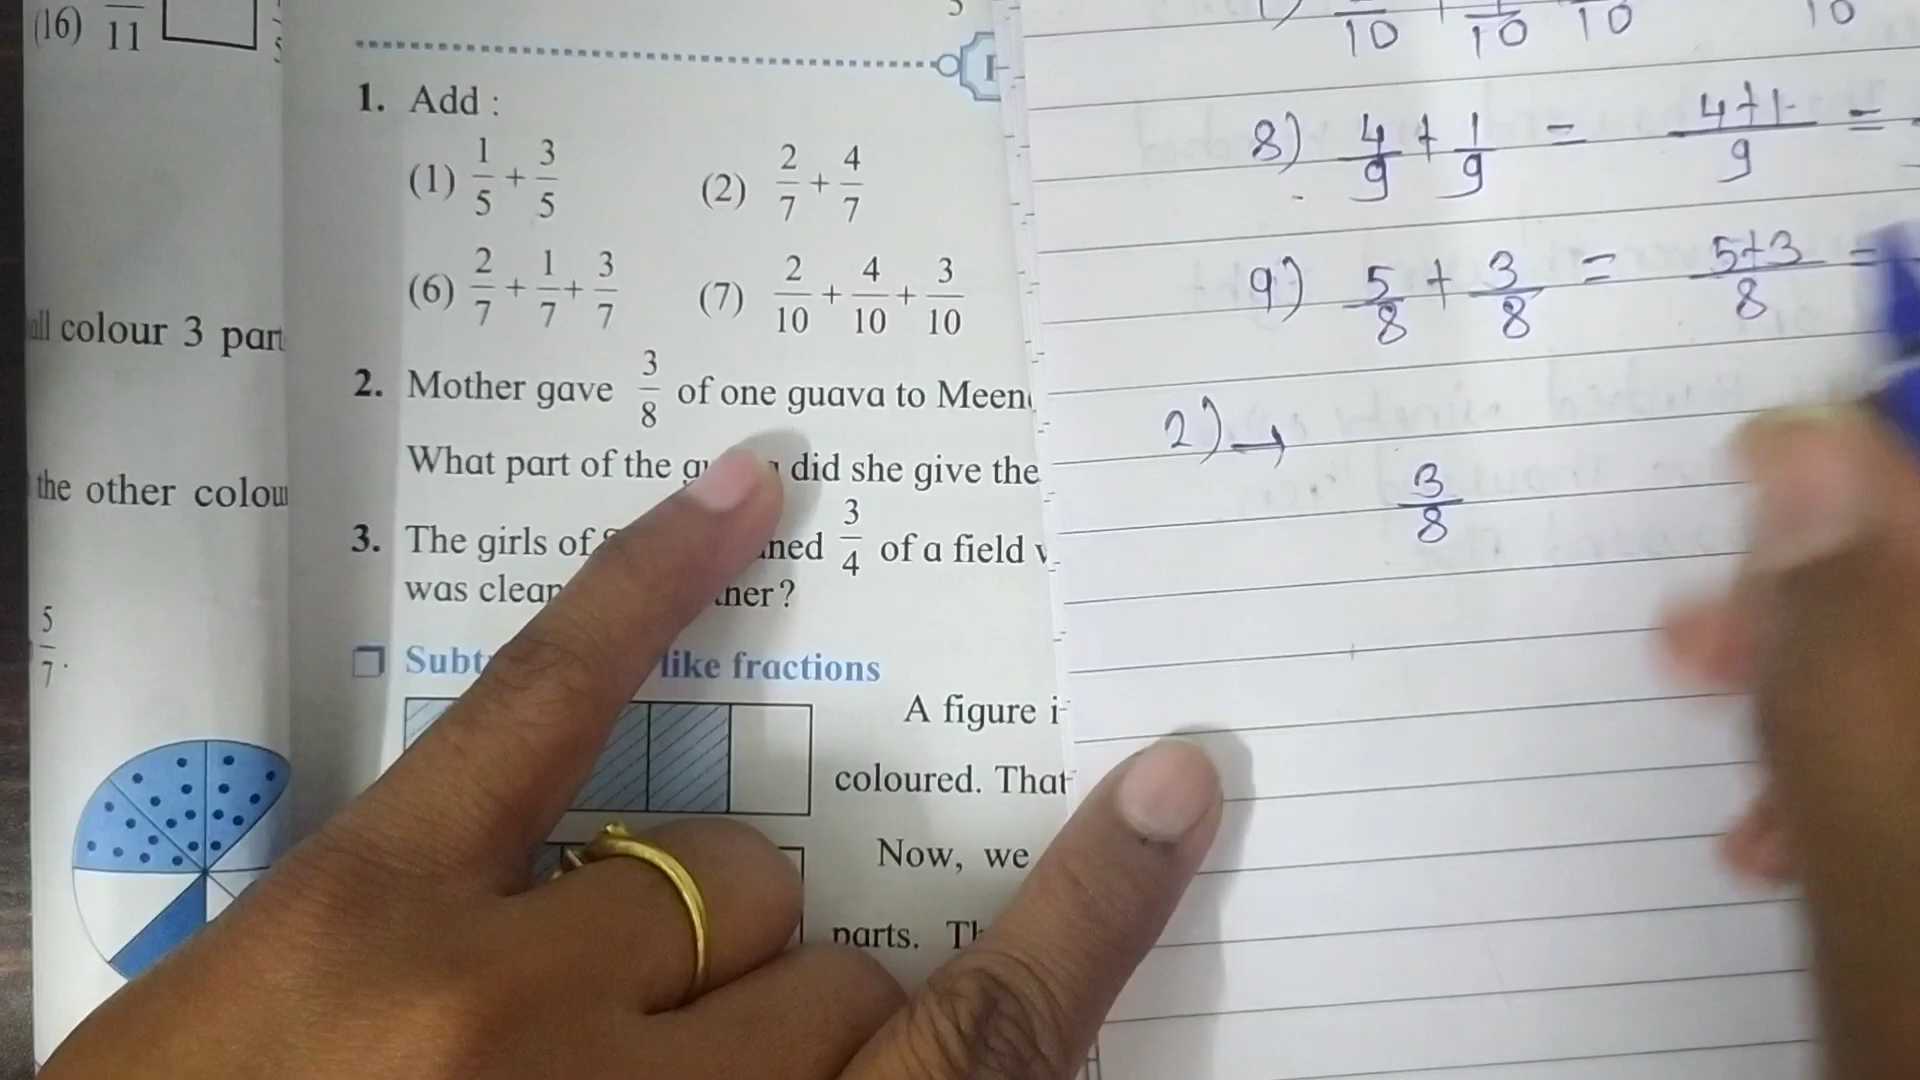 (16) 11
all colour 3 part
the other colou
5/7.
1. Add :
(1) 1/5 + 3/5 (2) 2/7 + 4/7
(6) 2/7 + 1/7 + 3/7 (7) 2/10 + 4/10 + 3/10
2. Mother gave 3/8 of one guava to Meen
What part of the did she give the
3. The girls of ned 3/4 of a field
was clean ner ?
Subt like fractions
A figure i
coloured. That
Now, we
parts. Th
10 + 10 10 10
8) 4/9 + 1/9 = 4+1/9 =
9) 5/8 + 3/8 = 5+3/8 =
2) →
3/8